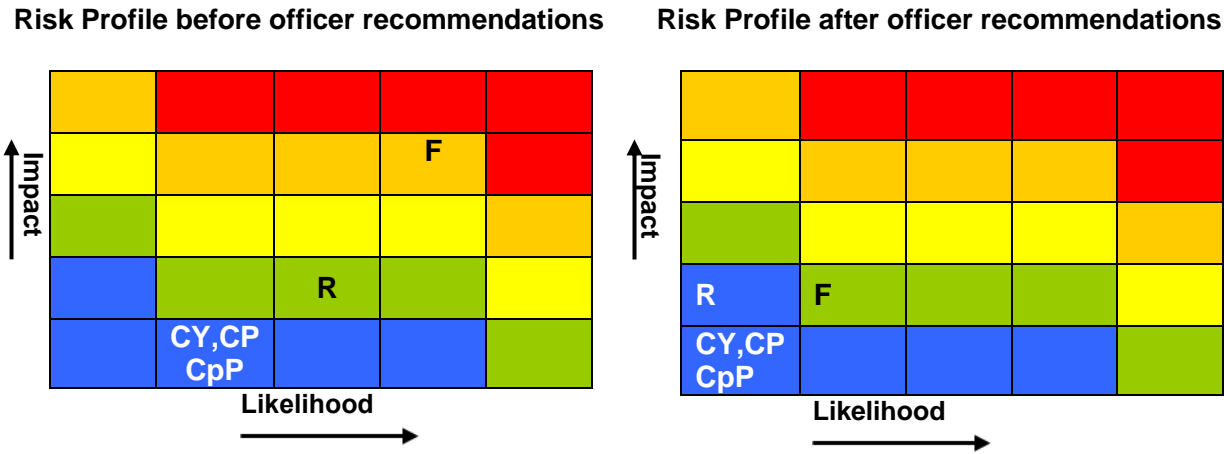 Risk Profile before officer recommendations
F
Impact
R
CY,CP
CpP
Likelihood
Risk Profile after officer recommendations
Impact
R
F
CY,CP
CpP
Likelihood